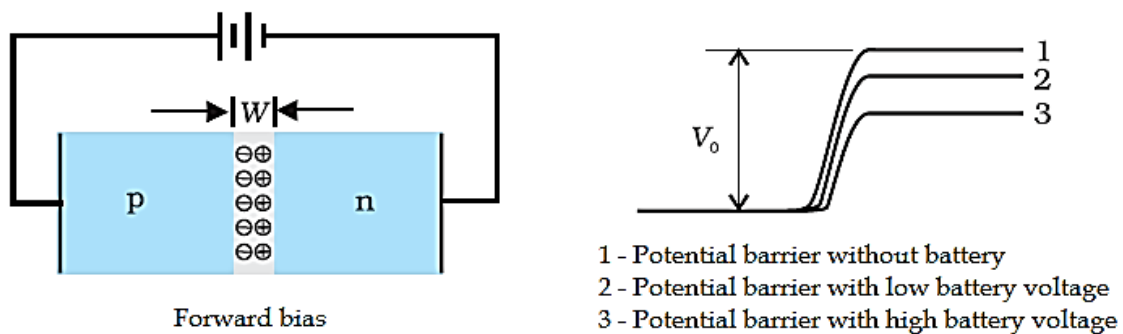 W
⊖⊕
⊖⊕
⊖⊕
⊖⊕
⊖⊕
p
n
Forward bias
V₀
1
2
3
1 - Potential barrier without battery
2 - Potential barrier with low battery voltage
3 - Potential barrier with high battery voltage